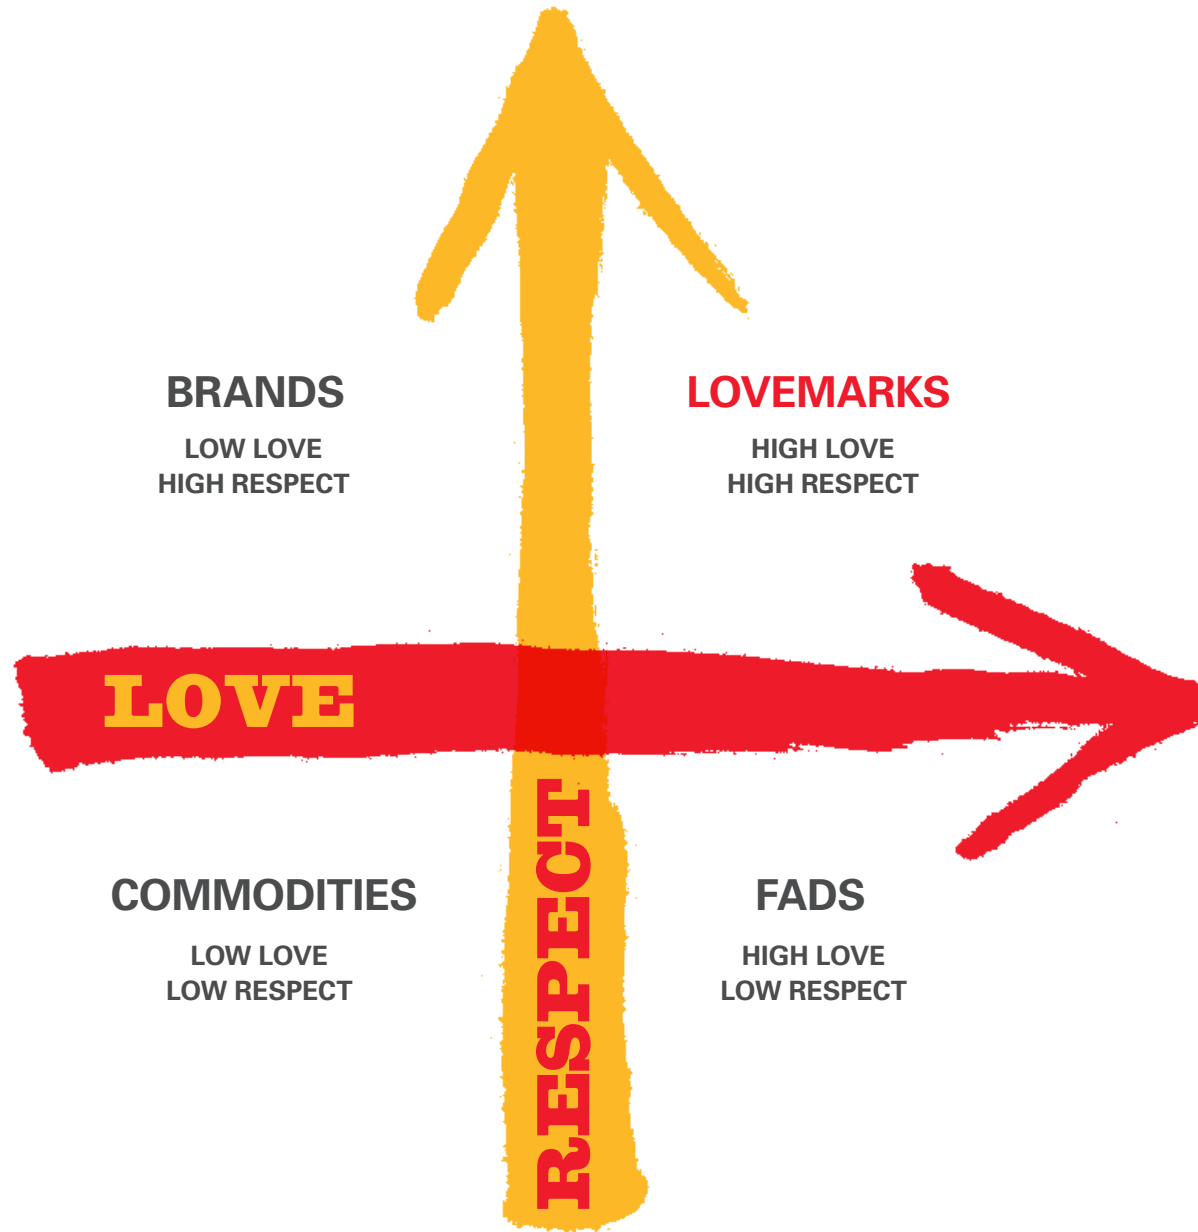 BRANDS
LOW LOVE
HIGH RESPECT
LOVEMARKS
HIGH LOVE
HIGH RESPECT
LOVE
RESPECT
COMMODITIES
LOW LOVE
LOW RESPECT
FADS
HIGH LOVE
LOW RESPECT